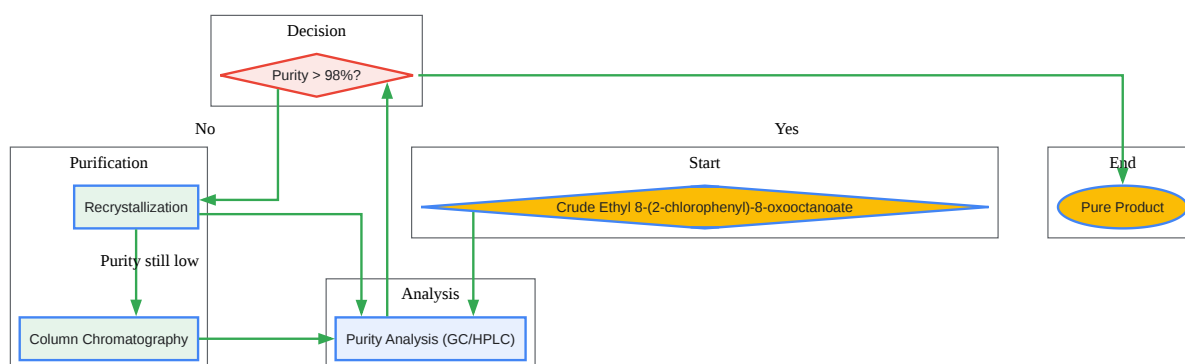 Decision
Purity > 98%?
No
Yes
Purification
Start
End
Recrystallization
Crude Ethyl 8-(2-chlorophenyl)-8-oxooctanoate
Pure Product
Purity still low
Analysis
Column Chromatography
Purity Analysis (GC/HPLC)